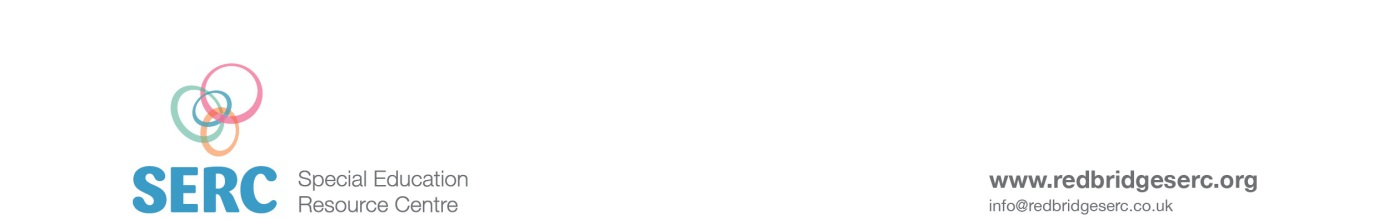 SERC
Special Education
Resource Centre
www.redbridgeserc.org
info@redbridgeserc.co.uk